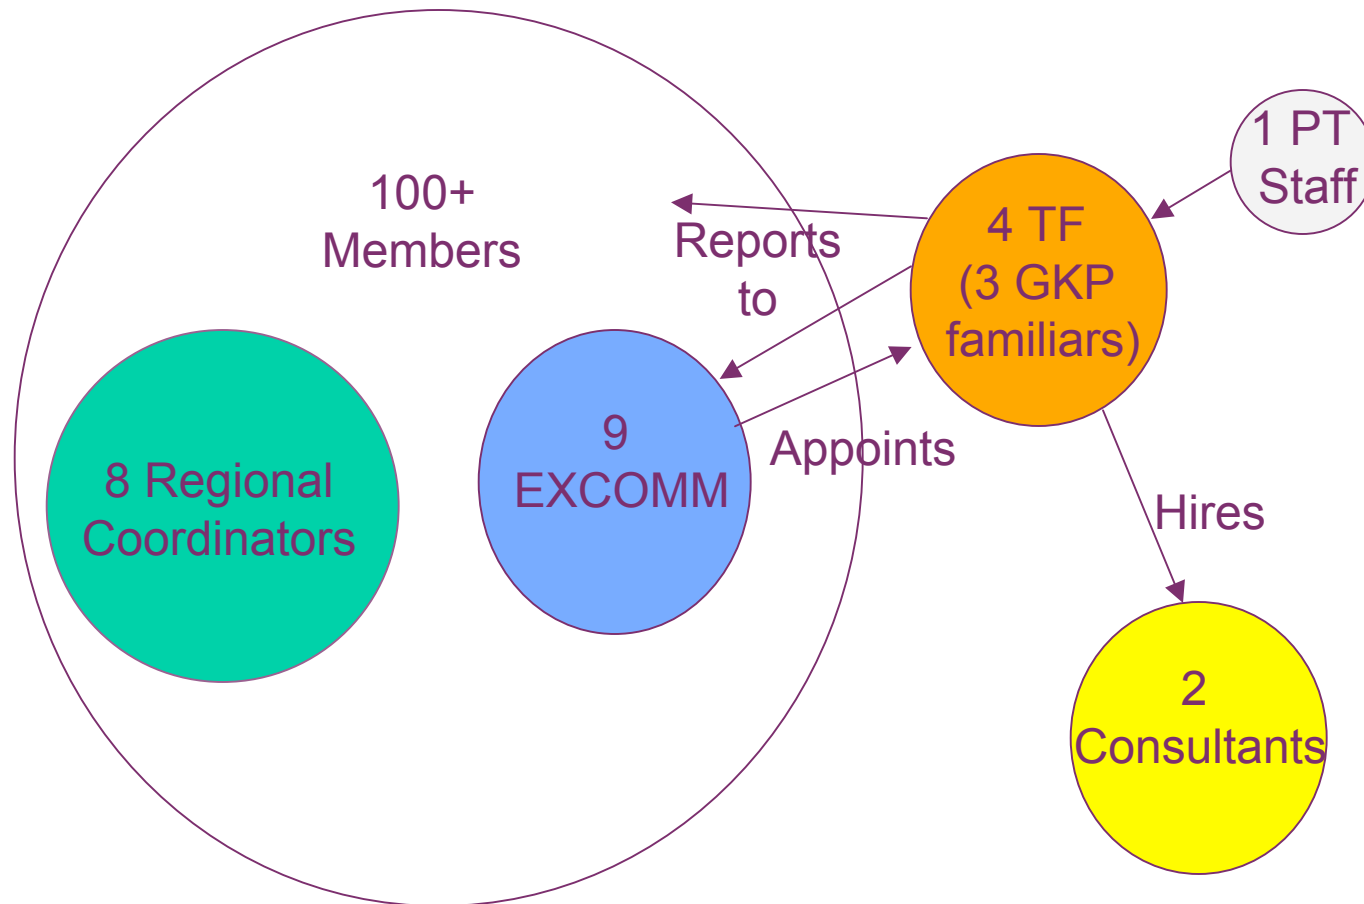 100+
Members
8 Regional
Coordinators
9
EXCOMM
Reports
to
Appoints
4 TF
(3 GKP
familiars)
1 PT
Staff
Hires
2
Consultants